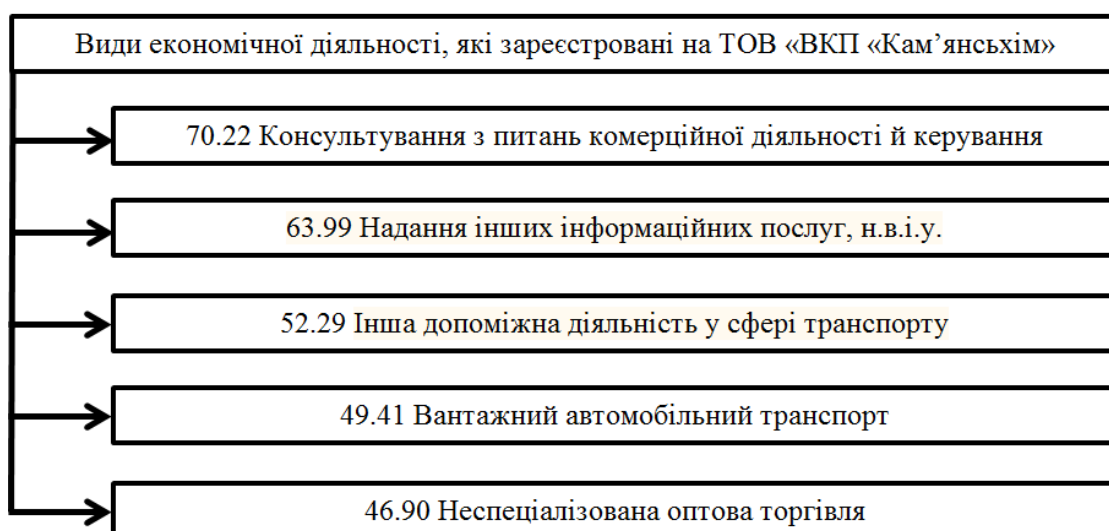 Види економічної діяльності, які зареєстровані на ТОВ «ВКП «Кам’янсьхім»
70.22 Консультування з питань комерційної діяльності й керування
63.99 Надання інших інформаційних послуг, н.в.і.у.
52.29 Інша допоміжна діяльність у сфері транспорту
49.41 Вантажний автомобільний транспорт
46.90 Неспеціалізована оптова торгівля